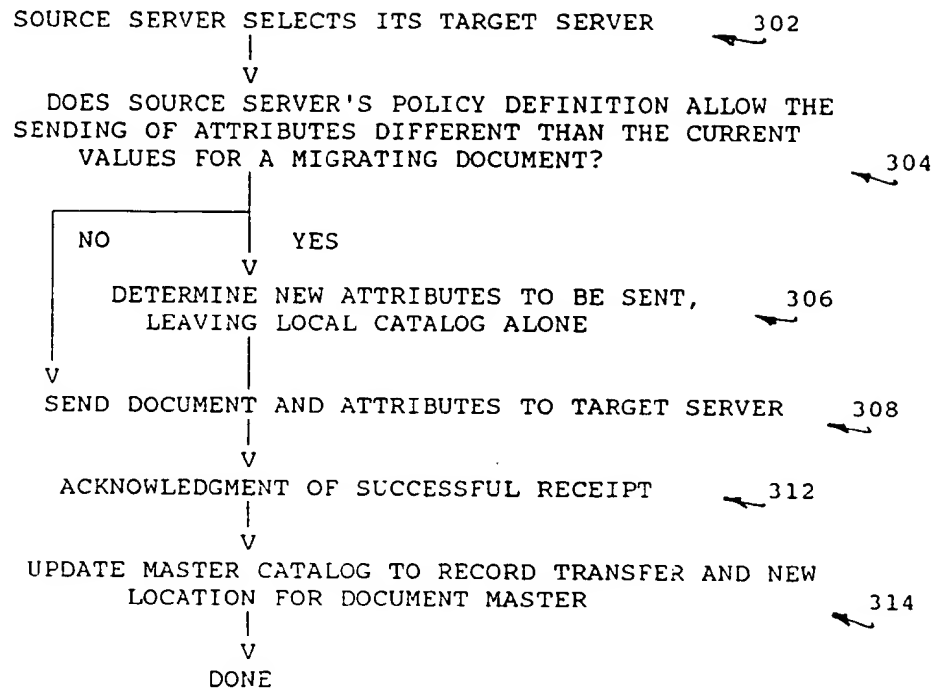 SOURCE SERVER SELECTS ITS TARGET SERVER 302
V
DOES SOURCE SERVER'S POLICY DEFINITION ALLOW THE
SENDING OF ATTRIBUTES DIFFERENT THAN THE CURRENT
VALUES FOR A MIGRATING DOCUMENT? 304
NO YES
V
DETERMINE NEW ATTRIBUTES TO BE SENT, 306
LEAVING LOCAL CATALOG ALONE
V
SEND DOCUMENT AND ATTRIBUTES TO TARGET SERVER 308
V
ACKNOWLEDGMENT OF SUCCESSFUL RECEIPT 312
V
UPDATE MASTER CATALOG TO RECORD TRANSFER AND NEW
LOCATION FOR DOCUMENT MASTER 314
V
DONE